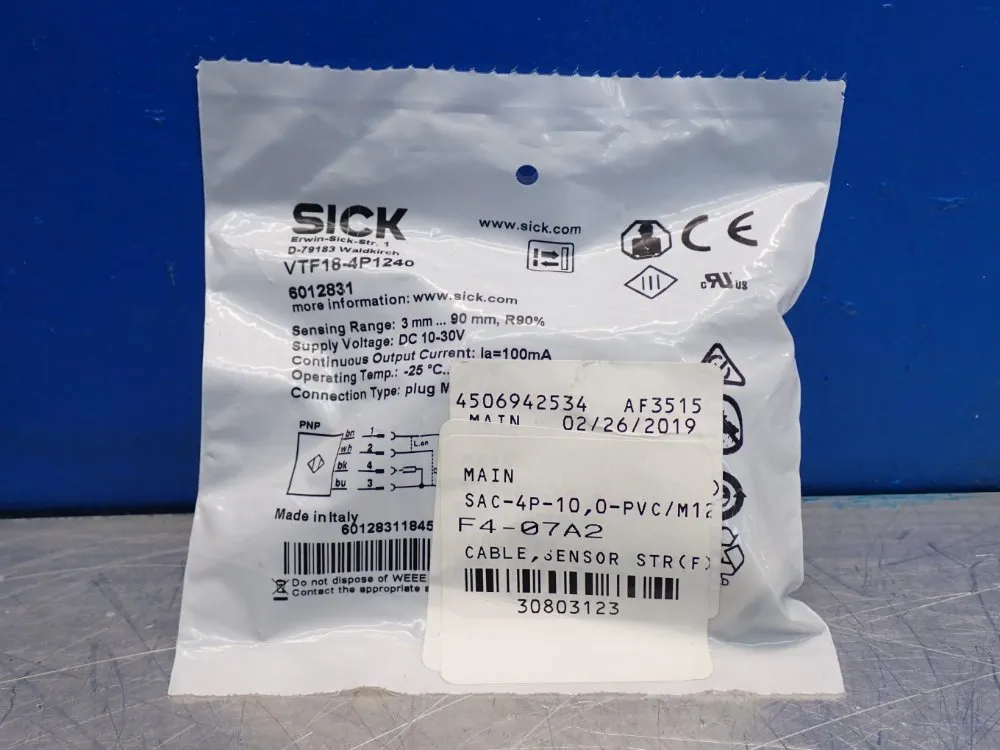 SICK
Erwin-Sick-Str. 1
D-79183 Waldkirch
VTF18-4P1240
6012831
more information: www.sick.com
www.sick.com
CE
c RU us
Sensing Range: 3 mm ... 90 mm, R90%
Supply Voltage: DC 10-30V
Continuous Output Current: Ia=100mA
Operating Temp.: -25 °C..
Connection Type: plug M
PNP
bn 1
wh 2
bk 4
bu 3
L.on
Made in Italy
60128311845
Do not dispose of WEEE
Contact the appropriate
4506942534 AF3515
MAIN 02/26/2019
MAIN
SAC-4P-10,0-PVC/M12
F4-07A2
CABLE,SENSOR STR(F)
30803123